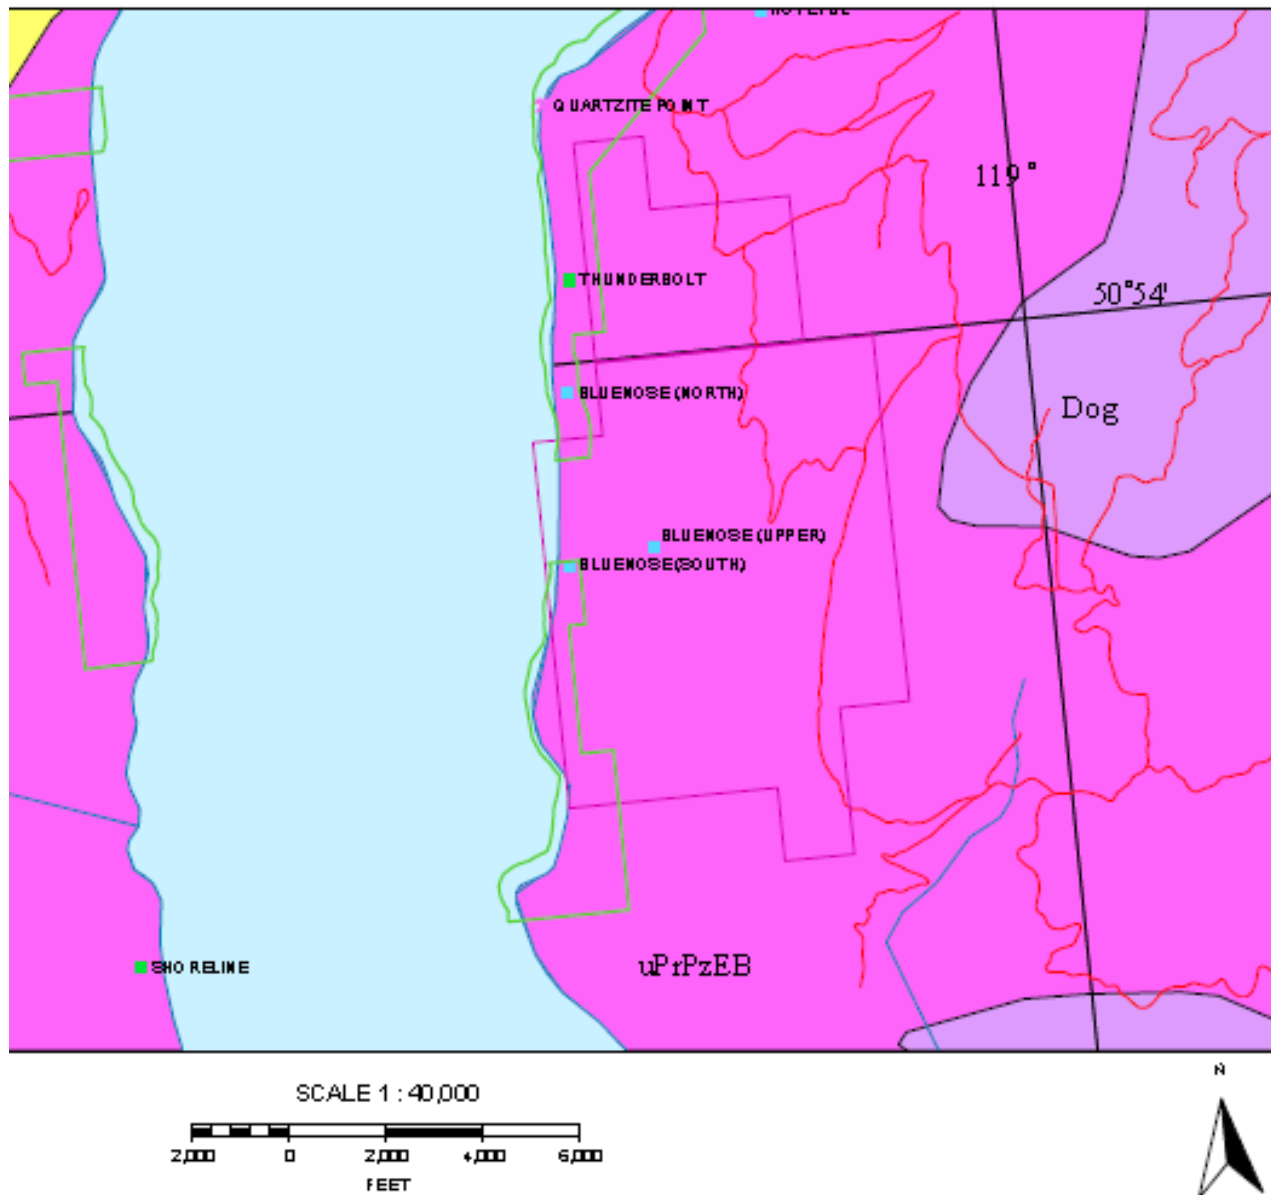 QUARTZITE POINT
119°
THUNDERBOLT
50°54'
BLUENOSE (NORTH)
Dog
BLUENOSE (UPPER)
BLUENOSE (SOUTH)
uPrPzEB
SHORELINE
N
SCALE 1 : 40,000
2,000 0 2,000 4,000 6,000
FEET